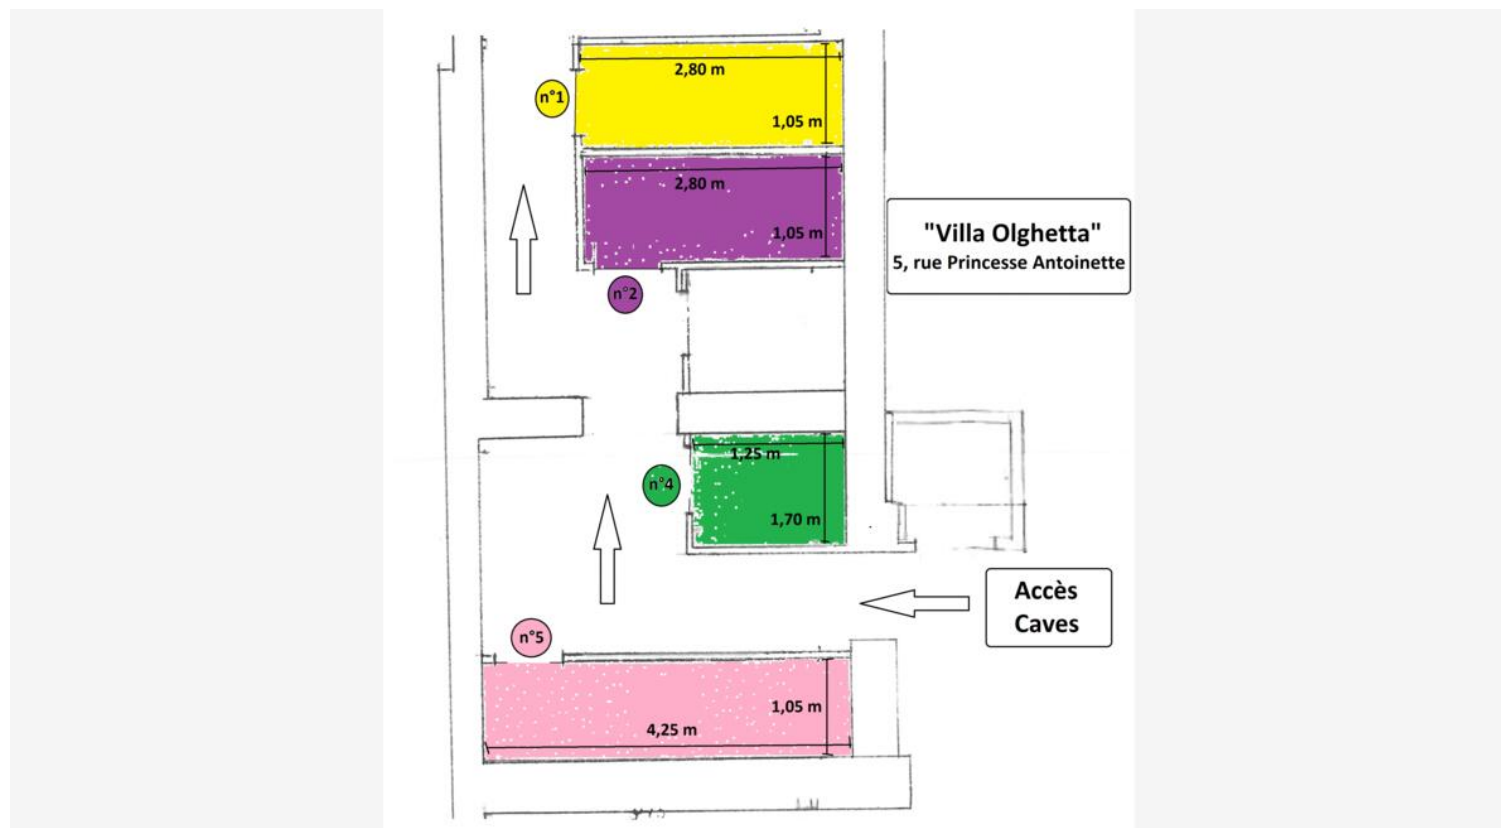 2,80 m
n°1
1,05 m
2,80 m
1,05 m
"Villa Olghetta"
5, rue Princesse Antoinette
n°2
1,25 m
n°4
1,70 m
Accès
Caves
n°5
1,05 m
4,25 m